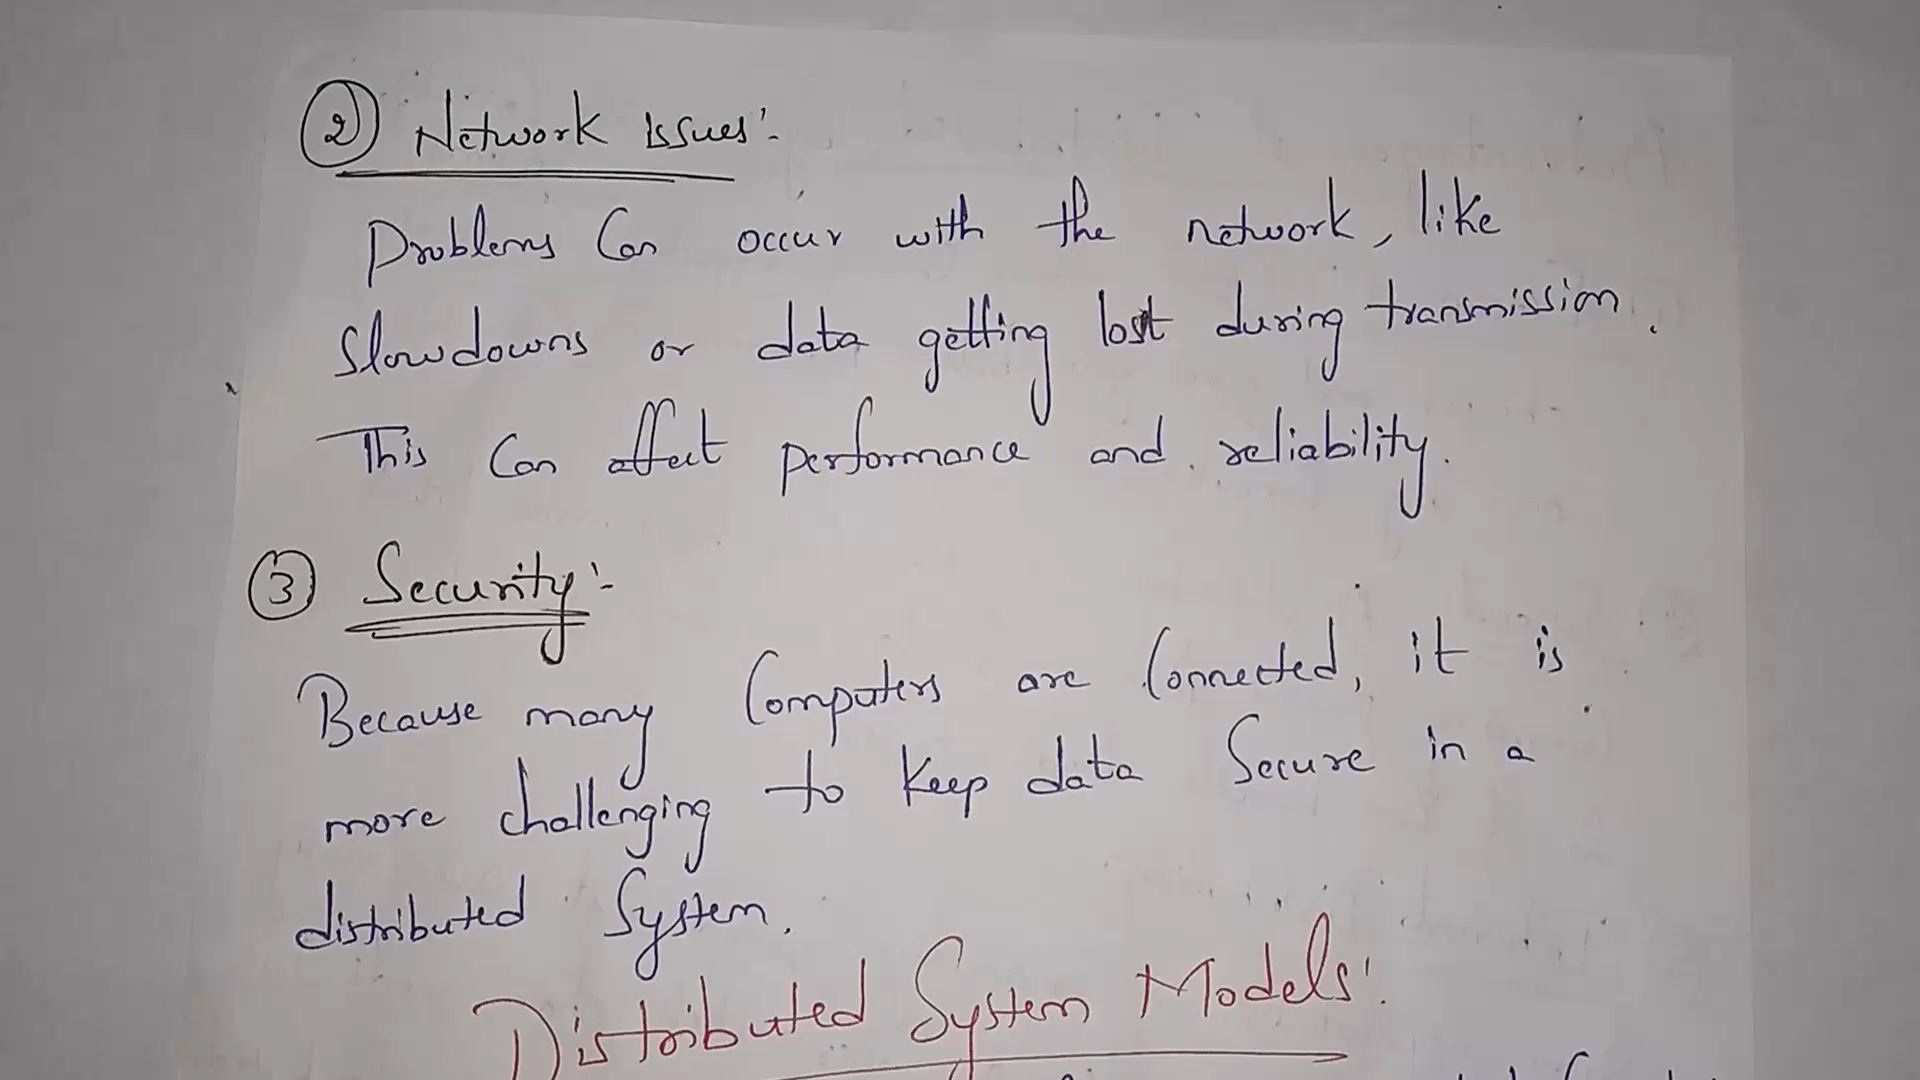 ② Network issues:-
Problems can occur with the network, like
slowdowns or data getting lost during transmission.
This can affect performance and reliability.
③ Security:-
Because many computers are connected, it is
more challenging to keep data secure in a
distributed system.
Distributed System Models: